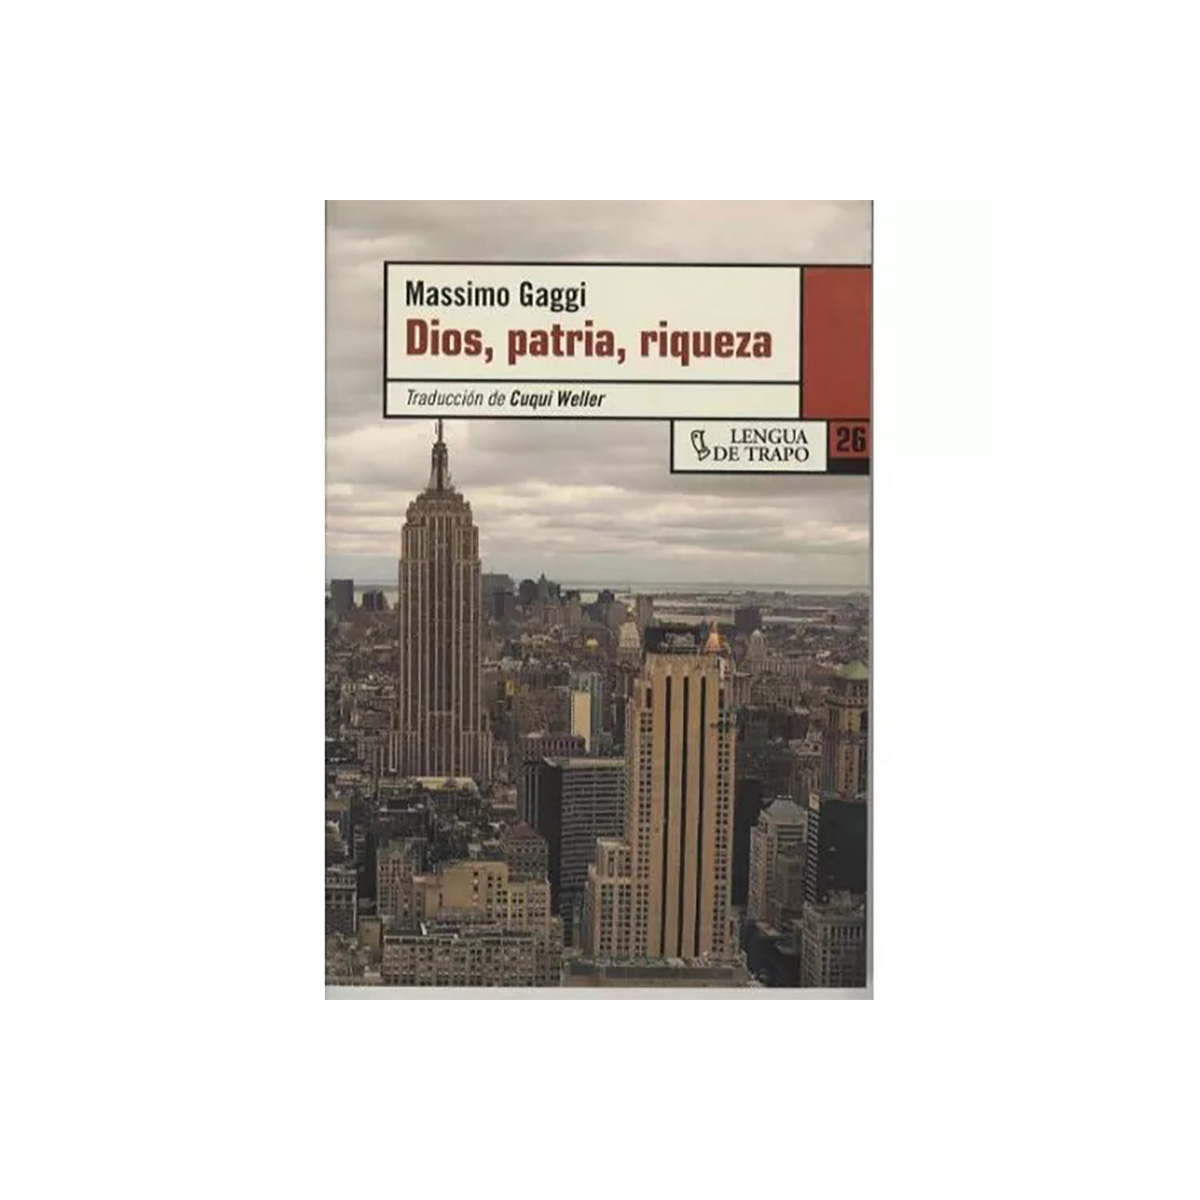 Massimo Gaggi
Dios, patria, riqueza
Traducción de Cuqui Weller
LENGUA
DE TRAPO
26